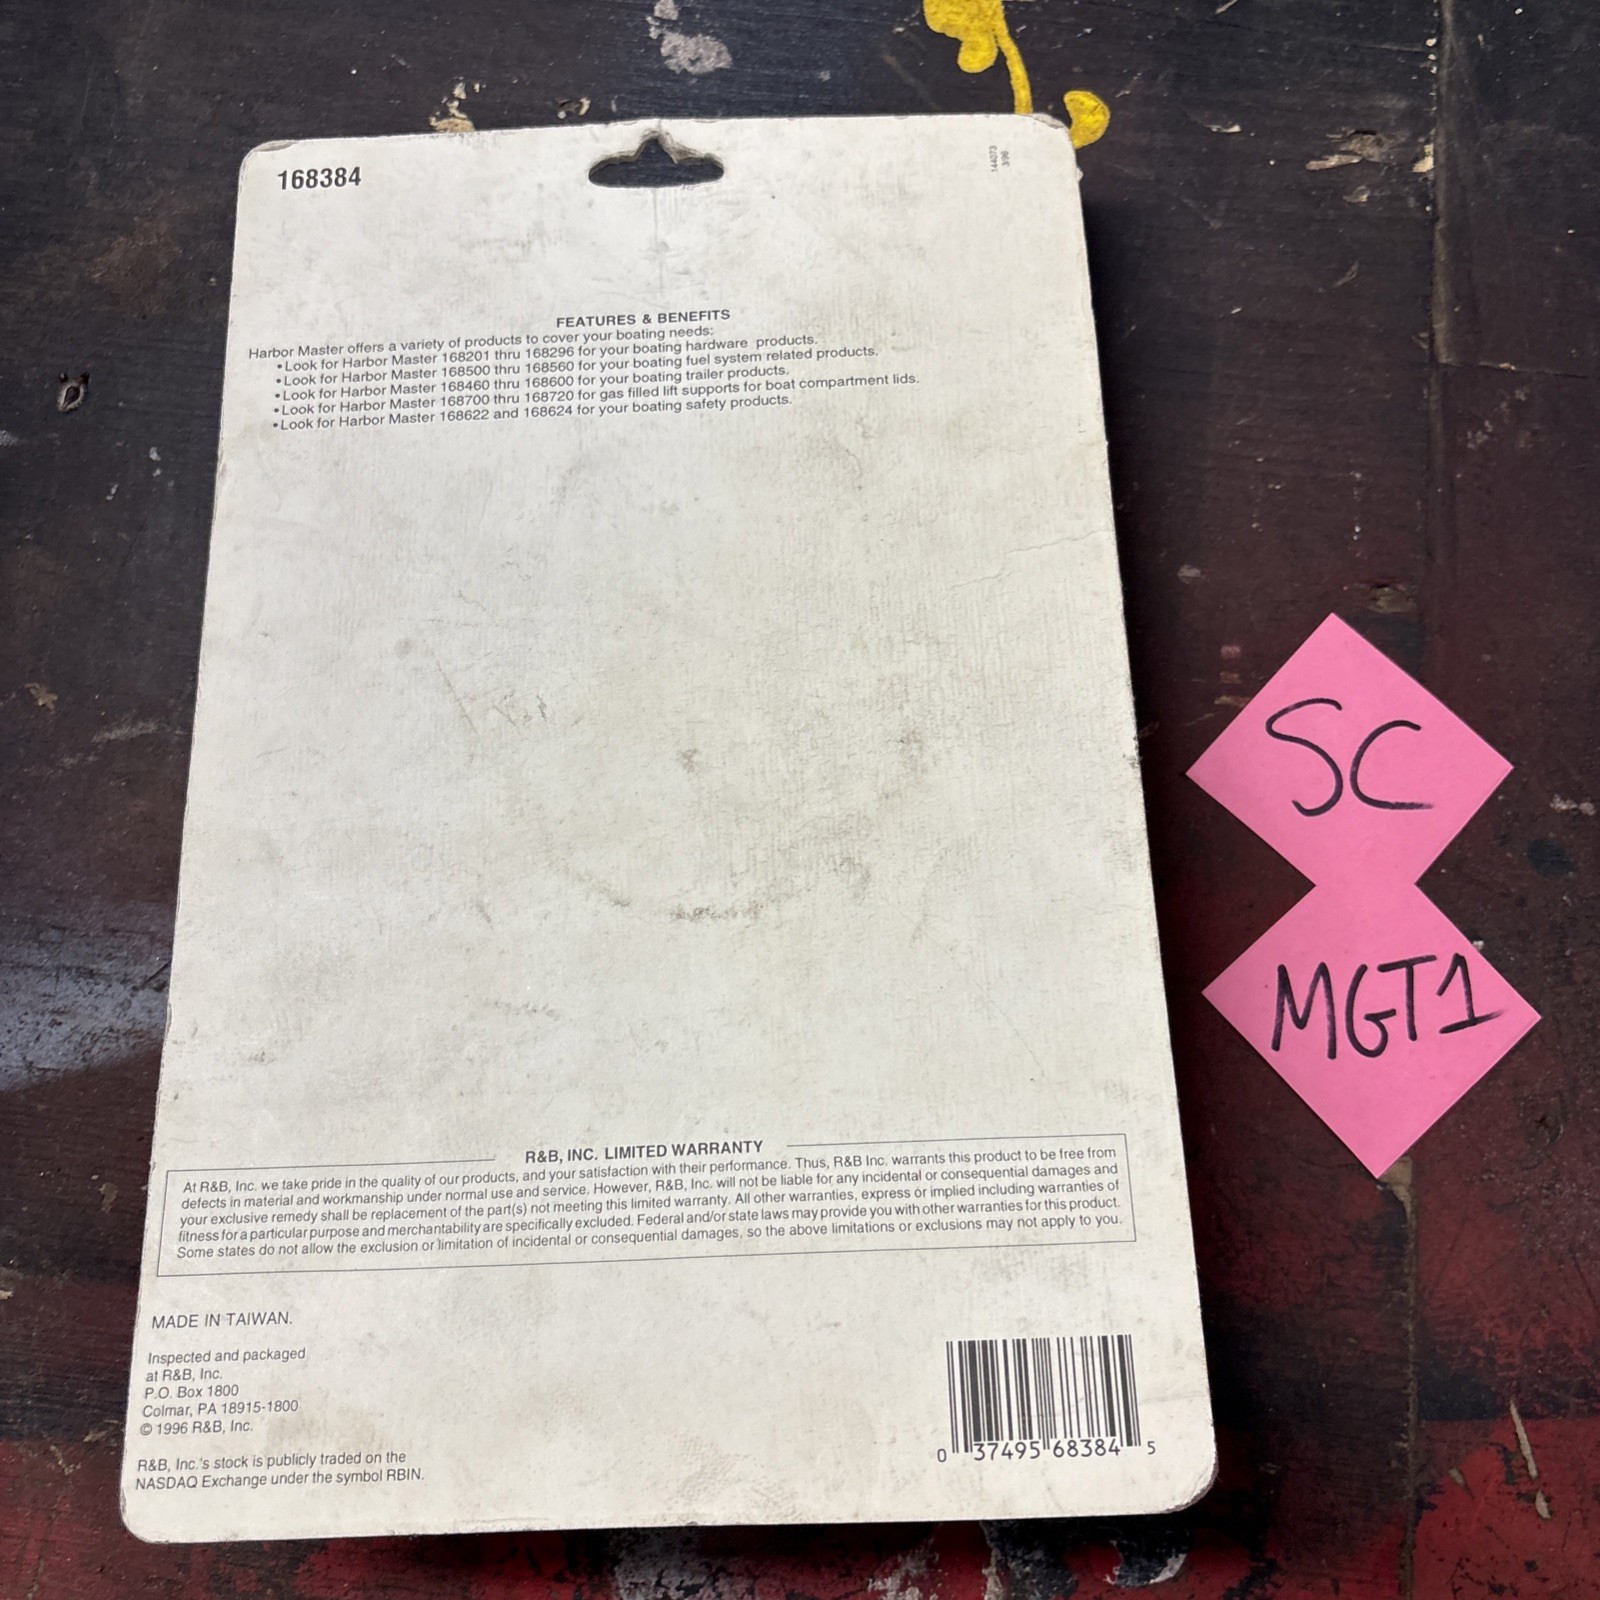 168384
144073
3/96
FEATURES & BENEFITS
Harbor Master offers a variety of products to cover your boating needs:
•Look for Harbor Master 168201 thru 168296 for your boating hardware products.
•Look for Harbor Master 168500 thru 168560 for your boating fuel system related products.
•Look for Harbor Master 168460 thru 168600 for your boating trailer products.
•Look for Harbor Master 168700 thru 168720 for gas filled lift supports for boat compartment lids.
•Look for Harbor Master 168622 and 168624 for your boating safety products.
SC
MGT1
R&B, INC. LIMITED WARRANTY
At R&B, Inc. we take pride in the quality of our products, and your satisfaction with their performance. Thus, R&B Inc. warrants this product to be free from
defects in material and workmanship under normal use and service. However, R&B, Inc. will not be liable for any incidental or consequential damages and
your exclusive remedy shall be replacement of the part(s) not meeting this limited warranty. All other warranties, express or implied including warranties of
fitness for a particular purpose and merchantability are specifically excluded. Federal and/or state laws may provide you with other warranties for this product.
Some states do not allow the exclusion or limitation of incidental or consequential damages, so the above limitations or exclusions may not apply to you.
MADE IN TAIWAN.
Inspected and packaged
at R&B, Inc.
P.O. Box 1800
Colmar, PA 18915-1800
© 1996 R&B, Inc.
R&B, Inc.'s stock is publicly traded on the
NASDAQ Exchange under the symbol RBIN.
0 37495 68384 5